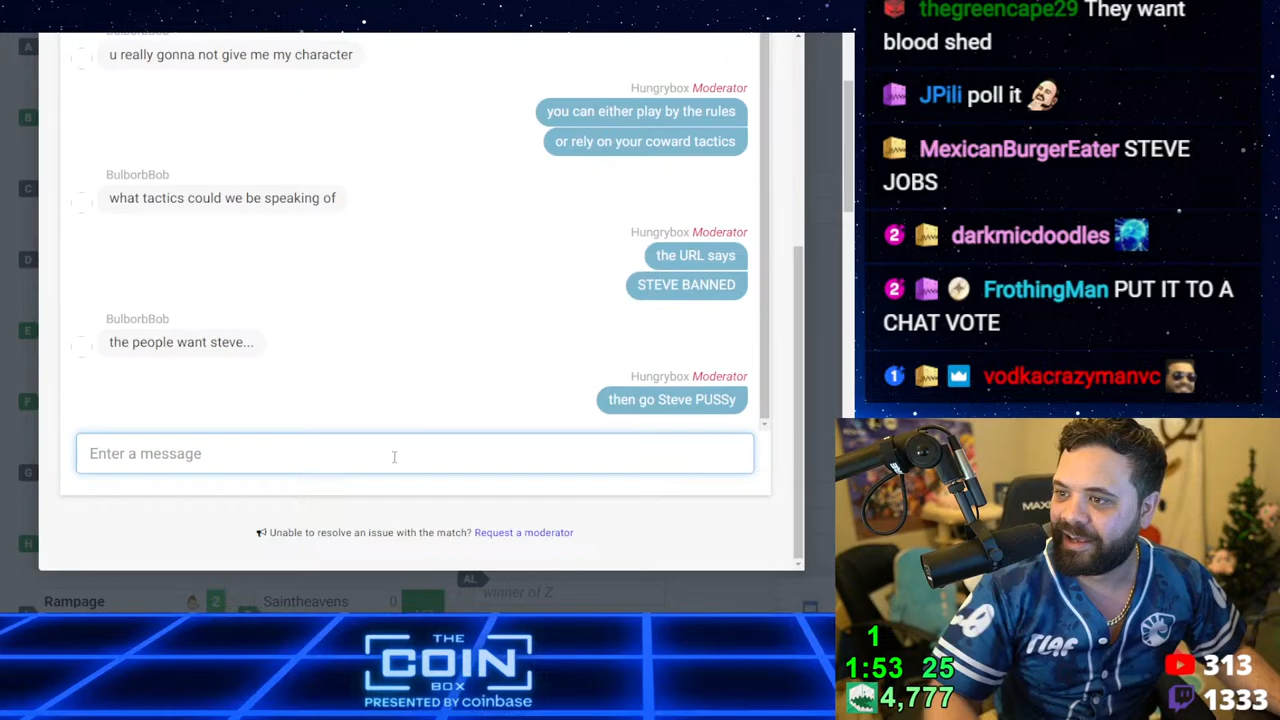 thegreencape29 They want
blood shed
A
u really gonna not give me my character
Hungrybox Moderator
you can either play by the rules
or rely on your coward tactics
JPili poll it
B
MexicanBurgerEater STEVE
JOBS
BulborbBob
what tactics could we be speaking of
C
Hungrybox Moderator
the URL says
STEVE BANNED
darkmicdoodles
D
FrothingMan PUT IT TO A
CHAT VOTE
BulborbBob
the people want steve...
E
Hungrybox Moderator
then go Steve PUSSy
vodkacrazymanvc
F
Enter a message
G
Unable to resolve an issue with the match? Request a moderator
H
Rampage 2 Saintheavens 0
AL
winner of Z
THE
COIN
BOX
PRESENTED BY coinbase
1
1:53 25
4,777
313
1333